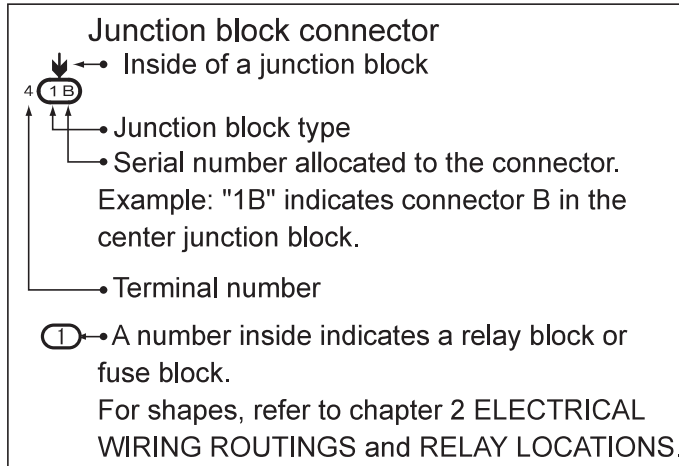 Junction block connector
Inside of a junction block
4 1 B
Junction block type
Serial number allocated to the connector.
Example: "1B" indicates connector B in the
center junction block.
Terminal number
1 A number inside indicates a relay block or
fuse block.
For shapes, refer to chapter 2 ELECTRICAL
WIRING ROUTINGS and RELAY LOCATIONS.